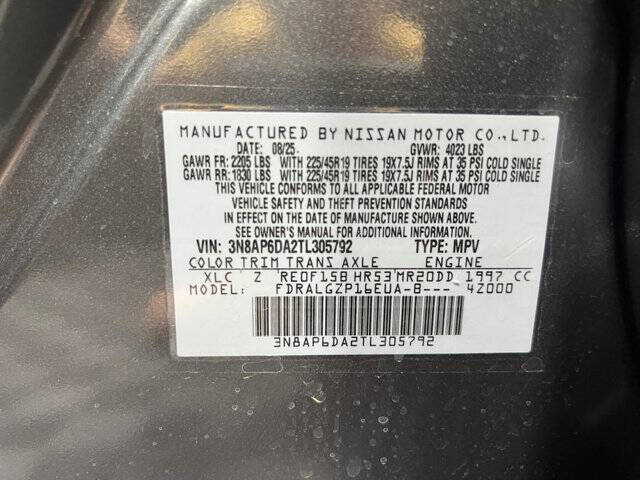 MANUFACTURED BY NISSAN MOTOR CO.,LTD.
DATE: 08/25 GVWR: 4023 LBS
GAWR FR: 2205 LBS WITH 225/45R19 TIRES 19X7.5J RIMS AT 35 PSI COLD SINGLE
GAWR RR: 1830 LBS WITH 225/45R19 TIRES 19X7.5J RIMS AT 35 PSI COLD SINGLE
THIS VEHICLE CONFORMS TO ALL APPLICABLE FEDERAL MOTOR
VEHICLE SAFETY AND THEFT PREVENTION STANDARDS
IN EFFECT ON THE DATE OF MANUFACTURE SHOWN ABOVE.
SEE OWNER'S MANUAL FOR ADDITIONAL INFORMATION
VIN: 3N8AP6DA2TL305792 TYPE: MPV
COLOR TRIM TRANS AXLE ENGINE
XLC Z RE0F15B HR53 MR20DD 1997 CC
MODEL: FDRALGZP16EUA-B--- 42000
3N8AP6DA2TL305792